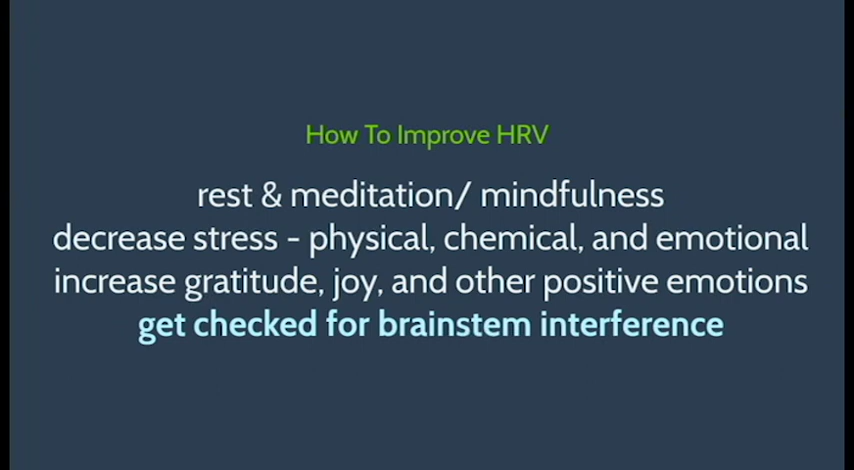 How To Improve HRV
rest & meditation/ mindfulness
decrease stress - physical, chemical, and emotional
increase gratitude, joy, and other positive emotions
get checked for brainstem interference